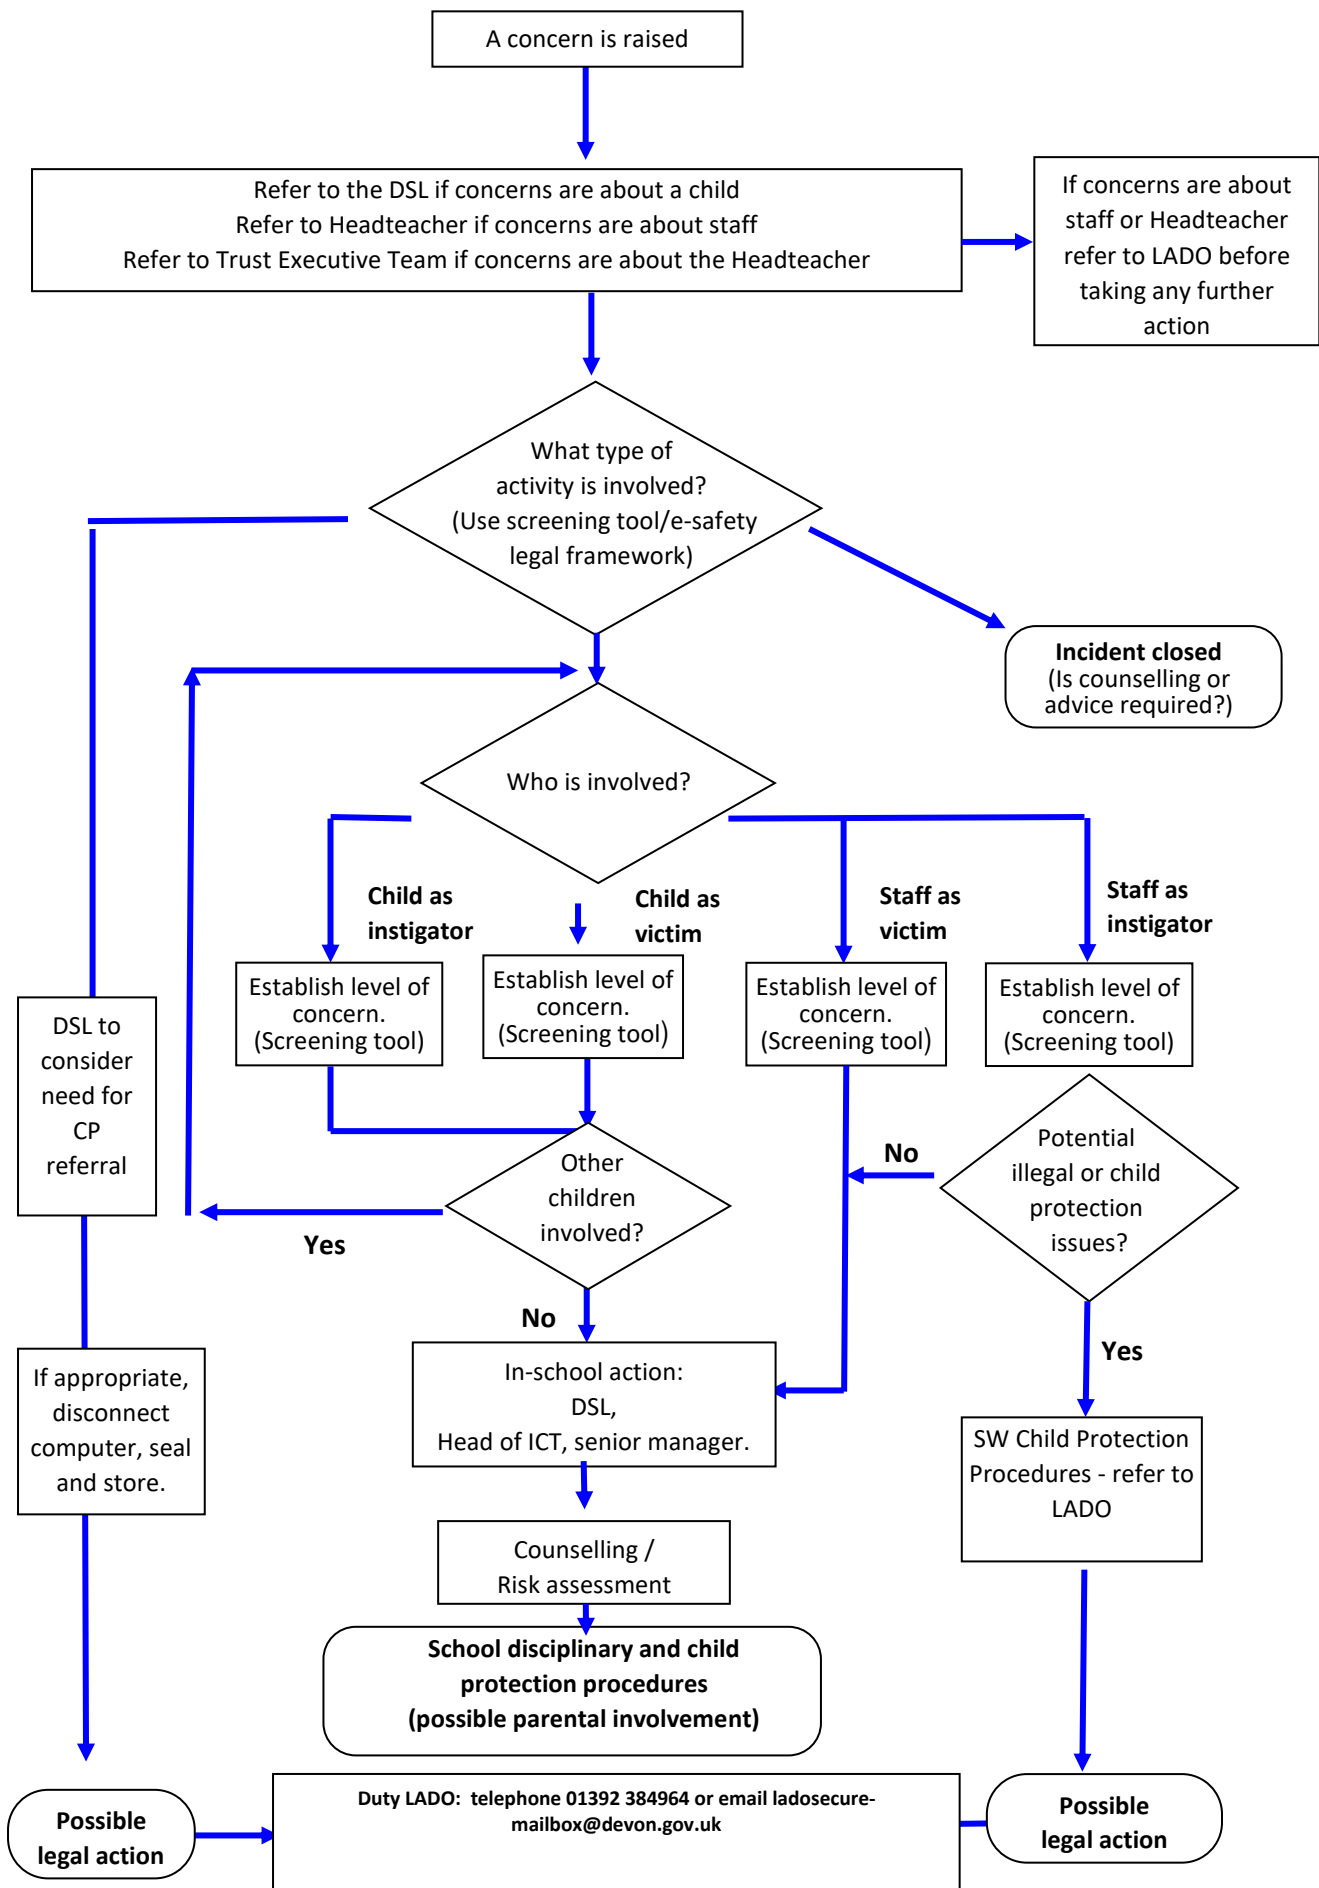 A concern is raised
Refer to the DSL if concerns are about a child
Refer to Headteacher if concerns are about staff
Refer to Trust Executive Team if concerns are about the Headteacher
If concerns are about
staff or Headteacher
refer to LADO before
taking any further
action
What type of
activity is involved?
(Use screening tool/e-safety
legal framework)
Incident closed
(Is counselling or
advice required?)
Who is involved?
Child as
instigator
Child as
victim
Staff as
victim
Staff as
instigator
Establish level of
concern.
(Screening tool)
Establish level of
concern.
(Screening tool)
Establish level of
concern.
(Screening tool)
Establish level of
concern.
(Screening tool)
DSL to
consider
need for
CP
referral
Other
children
involved?
Yes
No
Potential
illegal or child
protection
issues?
No
Yes
If appropriate,
disconnect
computer, seal
and store.
In-school action:
DSL,
Head of ICT, senior manager.
SW Child Protection
Procedures - refer to
LADO
Counselling /
Risk assessment
School disciplinary and child
protection procedures
(possible parental involvement)
Possible
legal action
Duty LADO:  telephone 01392 384964 or email ladosecure-
mailbox@devon.gov.uk
Possible
legal action